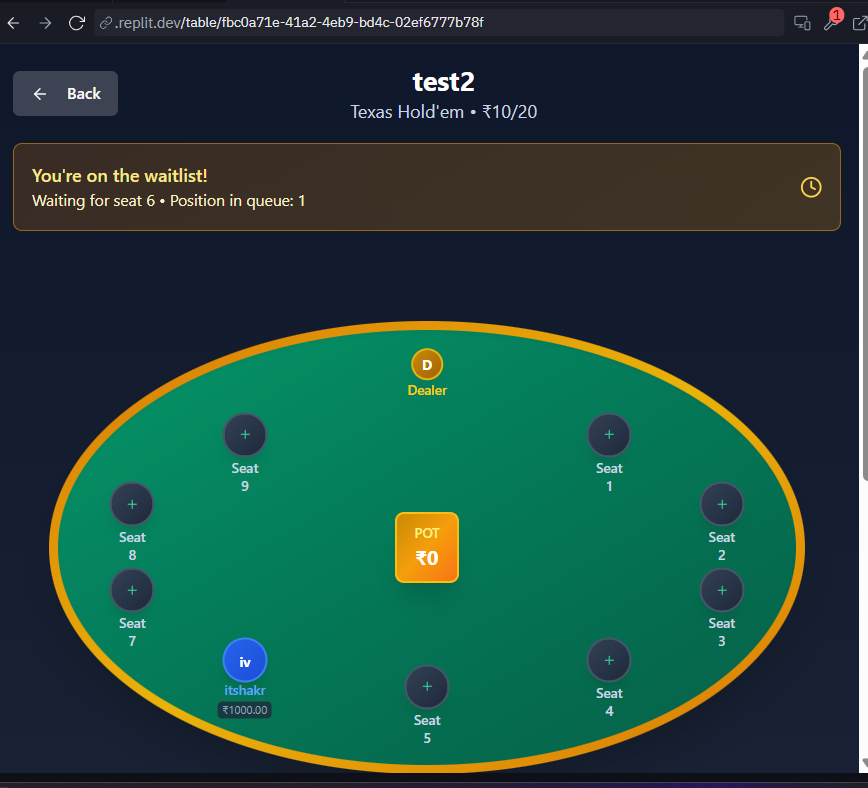 .replit.dev/table/fbc0a71e-41a2-4eb9-bd4c-02ef6777b78f
1
Back
test2
Texas Hold'em • ₹10/20
You're on the waitlist!
Waiting for seat 6 • Position in queue: 1
D
Dealer
+
Seat
9
+
Seat
1
+
Seat
8
+
Seat
2
POT
₹0
+
Seat
7
+
Seat
3
iv
itshakr
₹1000.00
+
Seat
4
+
Seat
5